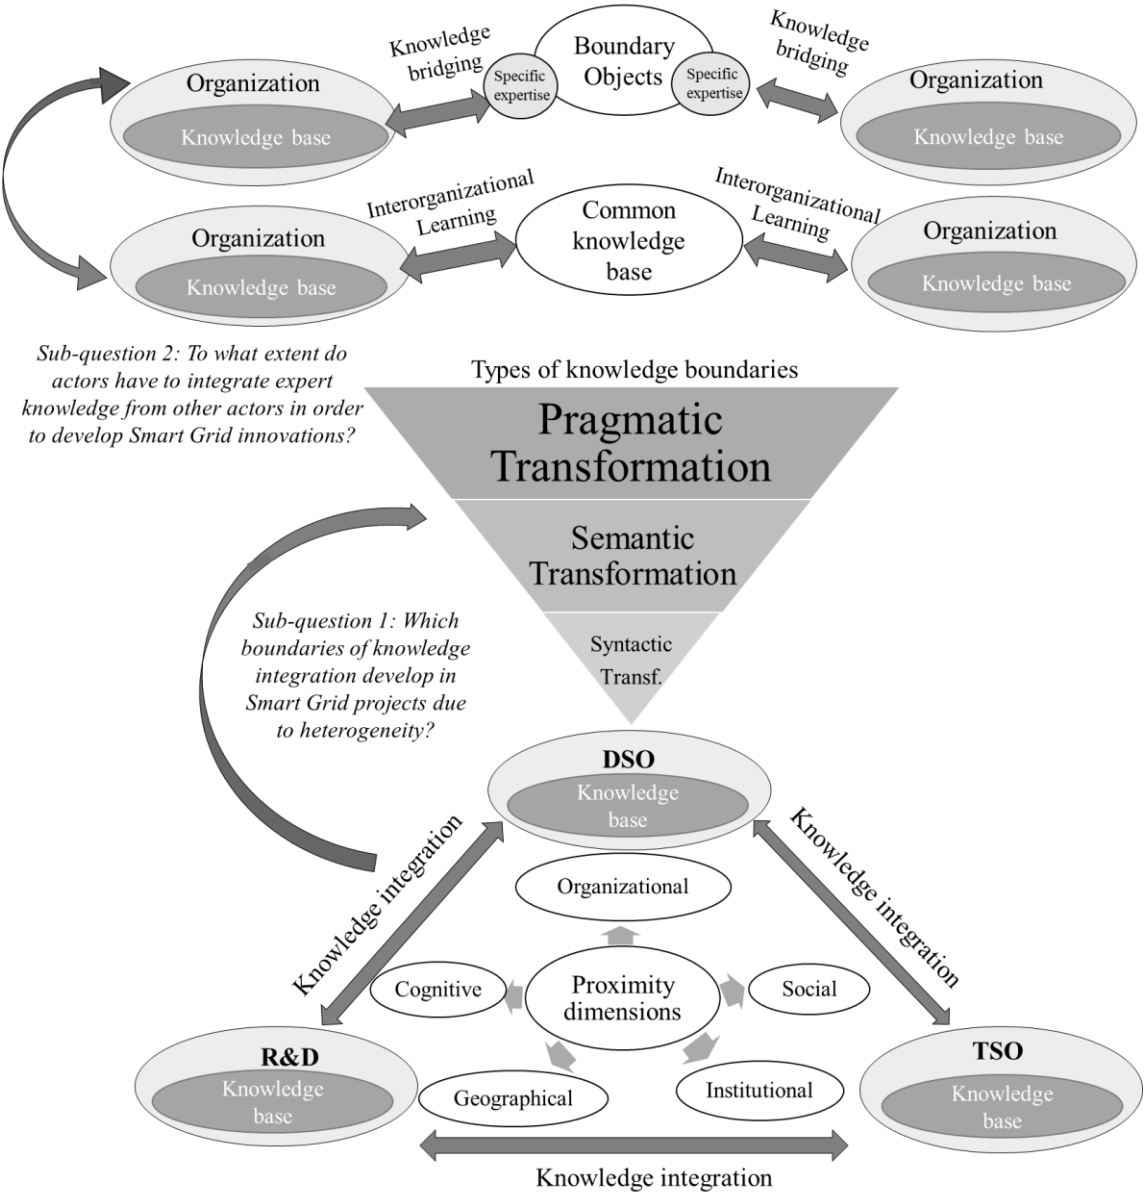 Knowledge
bridging
Specific
expertise
Boundary
Objects
Specific
expertise
Knowledge
bridging
Organization
Knowledge base
Organization
Knowledge base
Interorganizational
Learning
Common
knowledge
base
Interorganizational
Learning
Organization
Knowledge base
Organization
Knowledge base
Sub-question 2: To what extent do
actors have to integrate expert
knowledge from other actors in order
to develop Smart Grid innovations?
Types of knowledge boundaries
Pragmatic
Transformation
Semantic
Transformation
Syntactic
Transf.
Sub-question 1: Which
boundaries of knowledge
integration develop in
Smart Grid projects due
to heterogeneity?
DSO
Knowledge
base
Knowledge integration
Knowledge integration
Organizational
Cognitive
Proximity
dimensions
Social
Geographical
Institutional
R&D
Knowledge
base
TSO
Knowledge
base
Knowledge integration